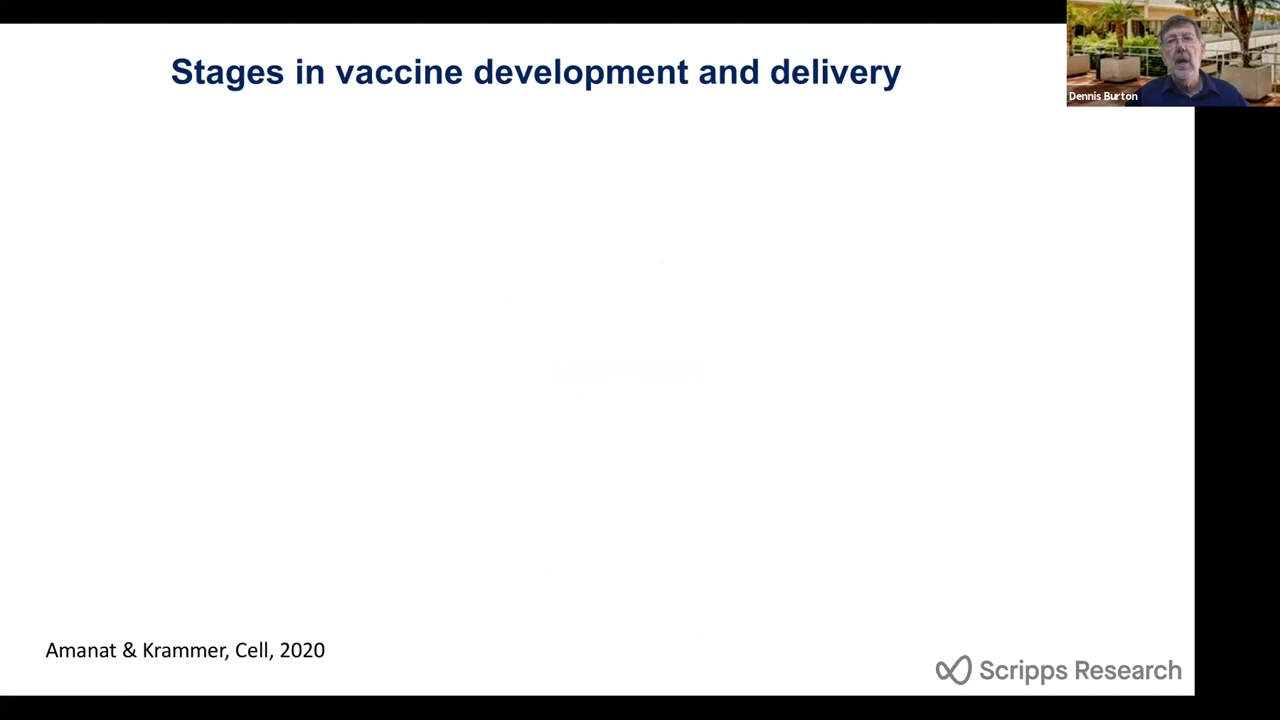 Stages in vaccine development and delivery
Dennis Burton
Amanat & Krammer, Cell, 2020
Scripps Research